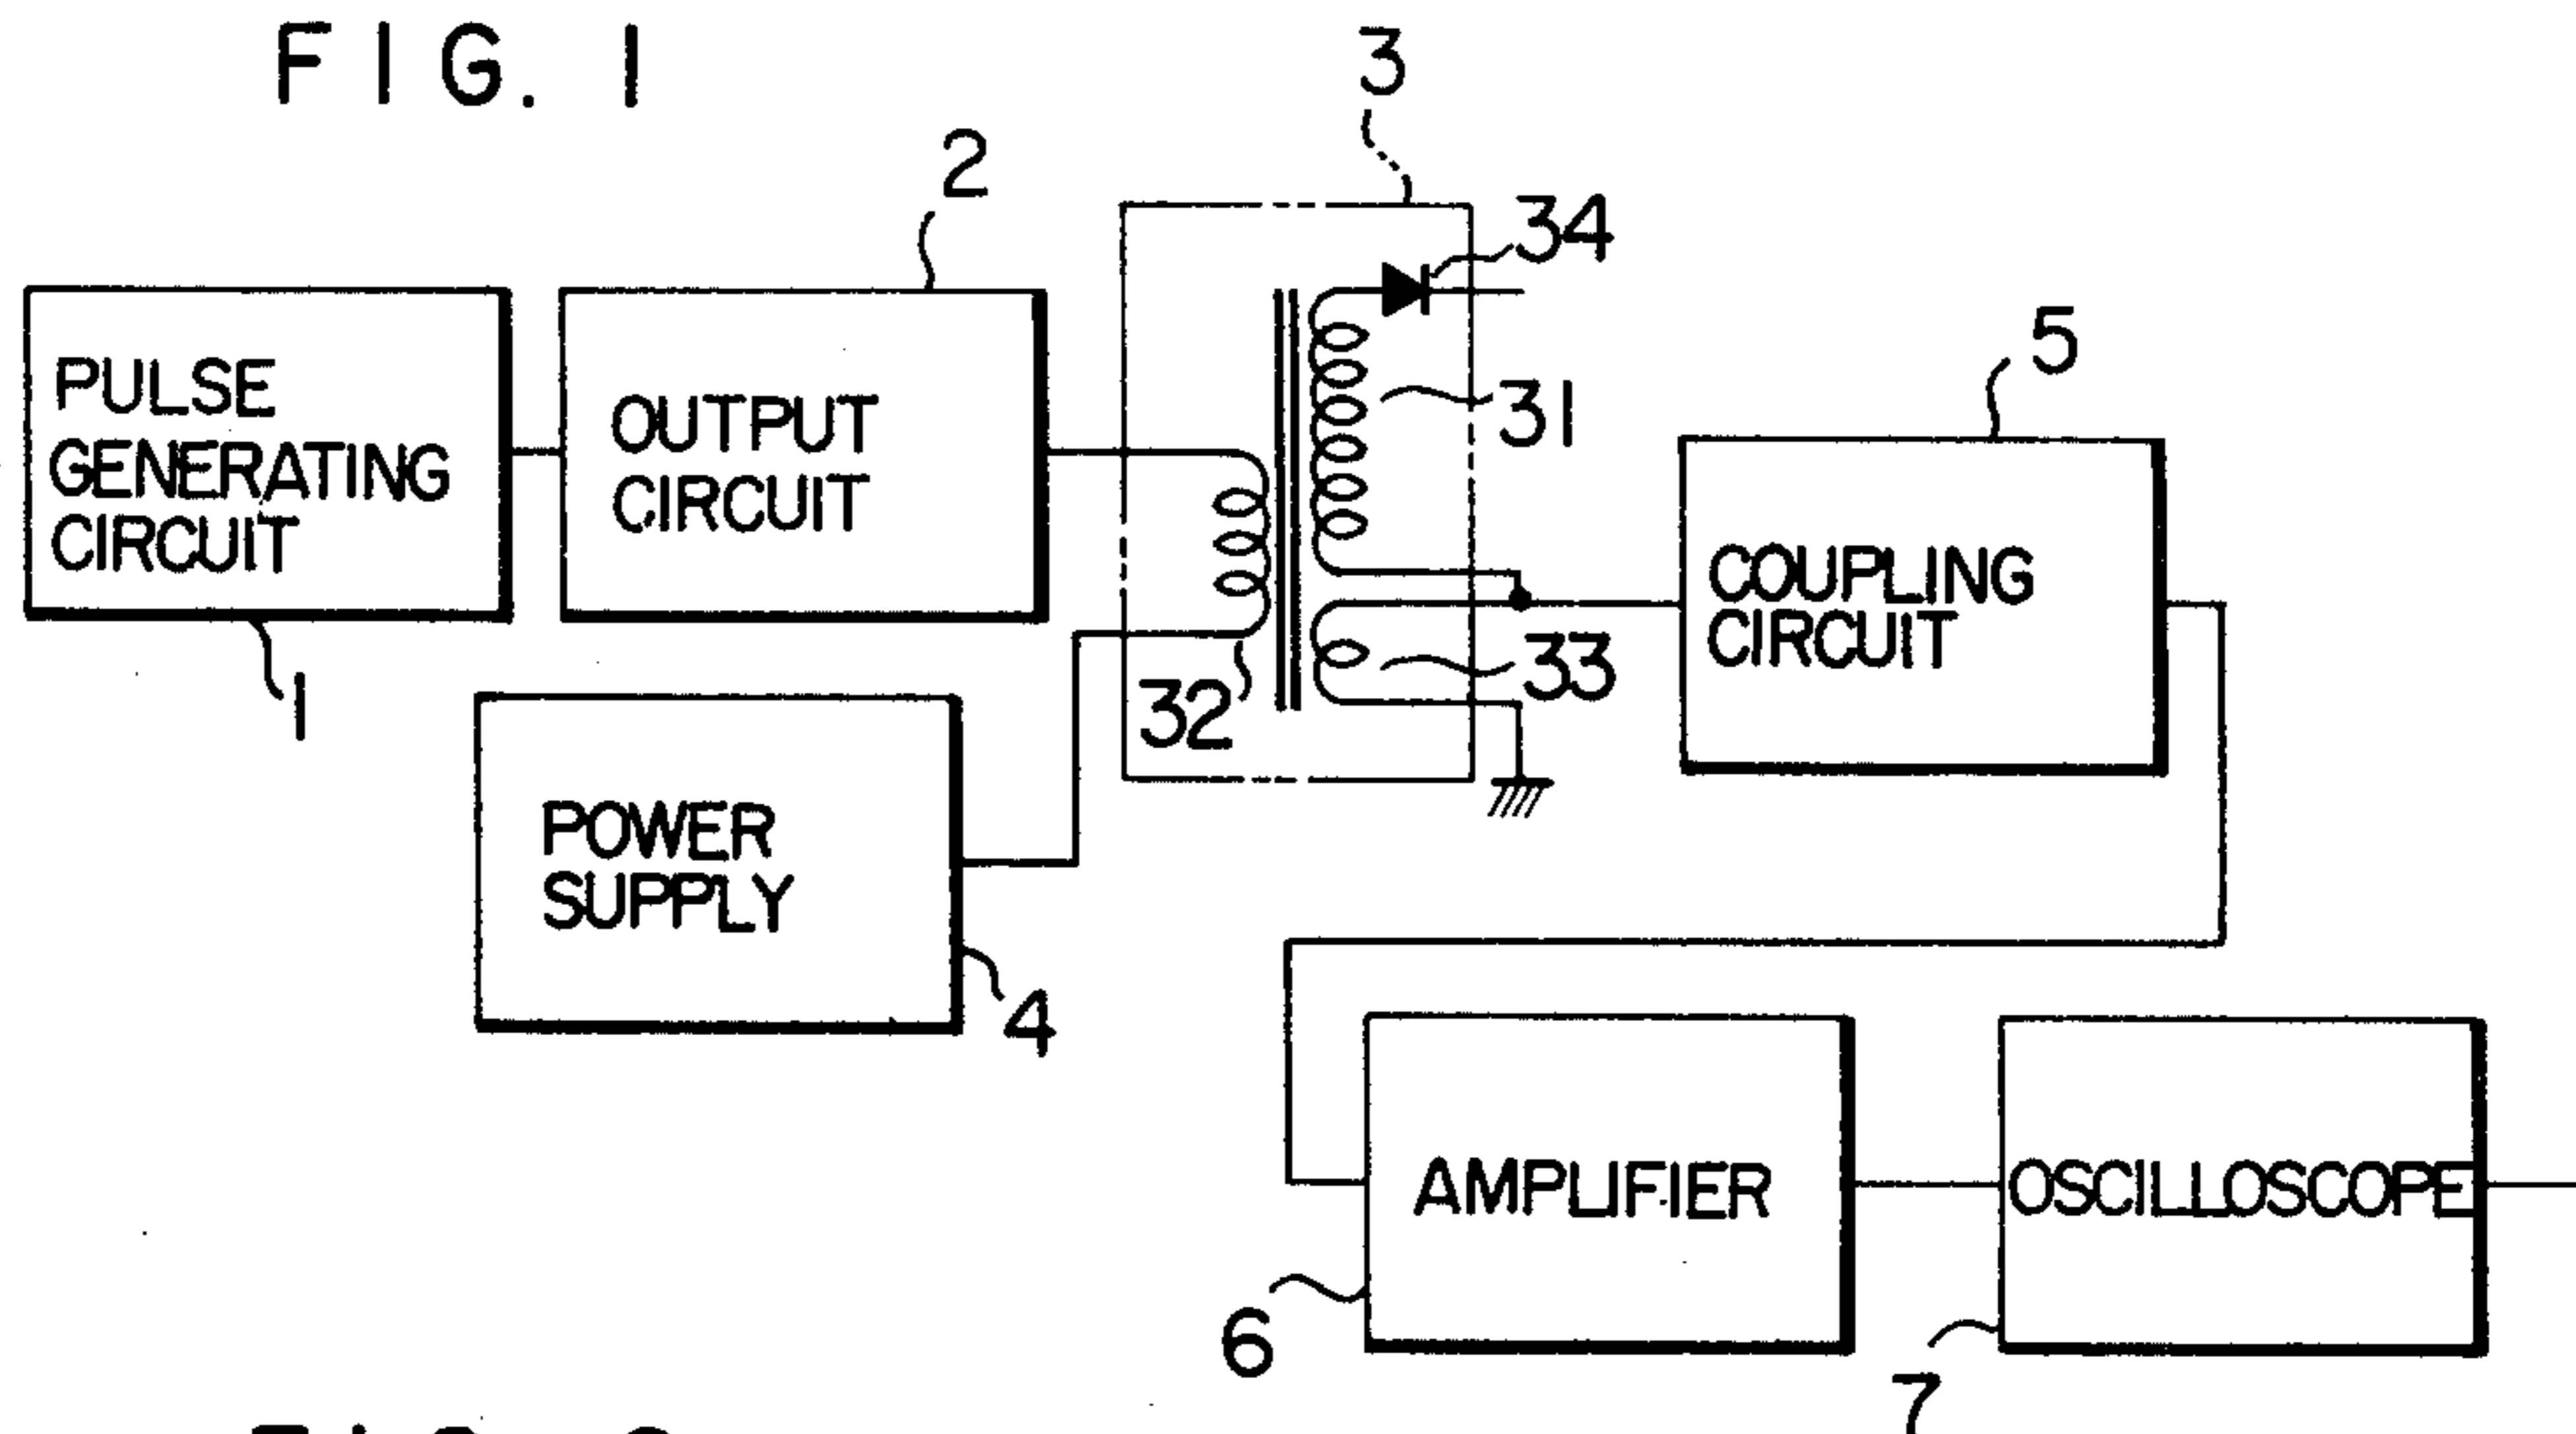 FIG. 1
3
2
34
PULSE
GENERATING
CIRCUIT
OUTPUT
CIRCUIT
31
5
COUPLING
CIRCUIT
33
32
1
POWER
SUPPLY
4
AMPLIFIER
OSCILLOSCOPE
6
7